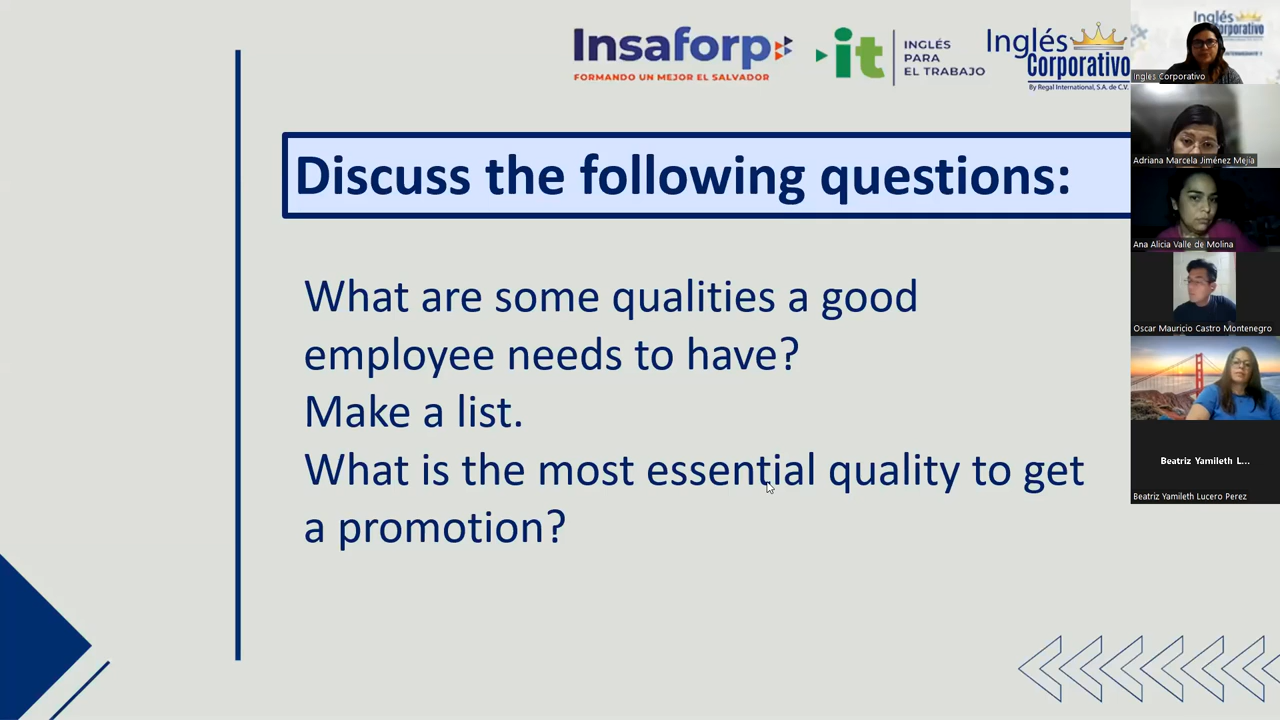 Insaforp
FORMANDO UN MEJOR EL SALVADOR
it
INGLÉS
PARA
EL TRABAJO
Inglés
Corporativo
By Regal International, S.A. de C.V.
Discuss the following questions:
What are some qualities a good
employee needs to have?
Make a list.
What is the most essential quality to get
a promotion?
Inglés
Corporativo
Inglés Corporativo
Adriana Marcela Jiménez Mejía
Ana Alicia Valle de Molina
Oscar Mauricio Castro Montenegro
Beatriz Yamileth L...
Beatriz Yamileth Lucero Perez